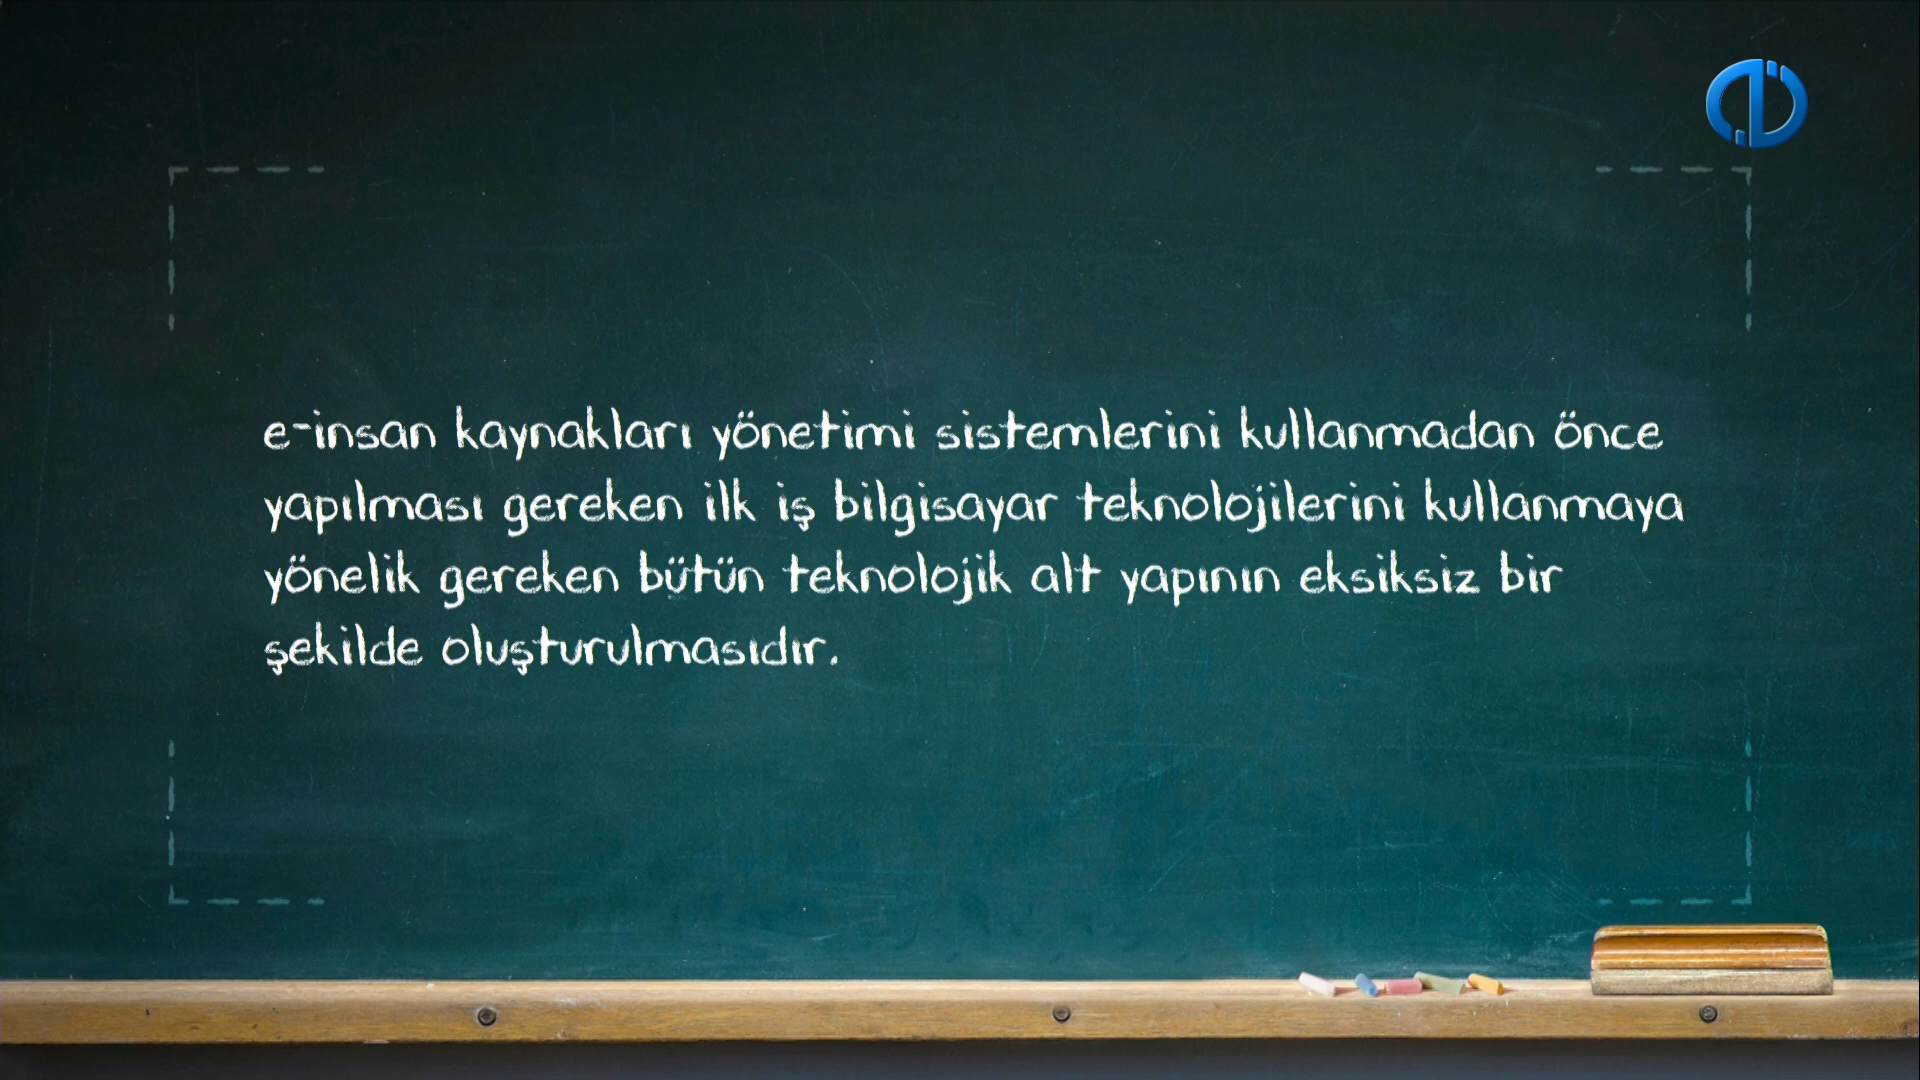 e-insan kaynakları yönetimi sistemlerini kullanmadan önce
yapılması gereken ilk iş bilgisayar teknolojilerini kullanmaya
yönelik gereken bütün teknolojik alt yapının eksiksiz bir
şekilde oluşturulmasıdır.